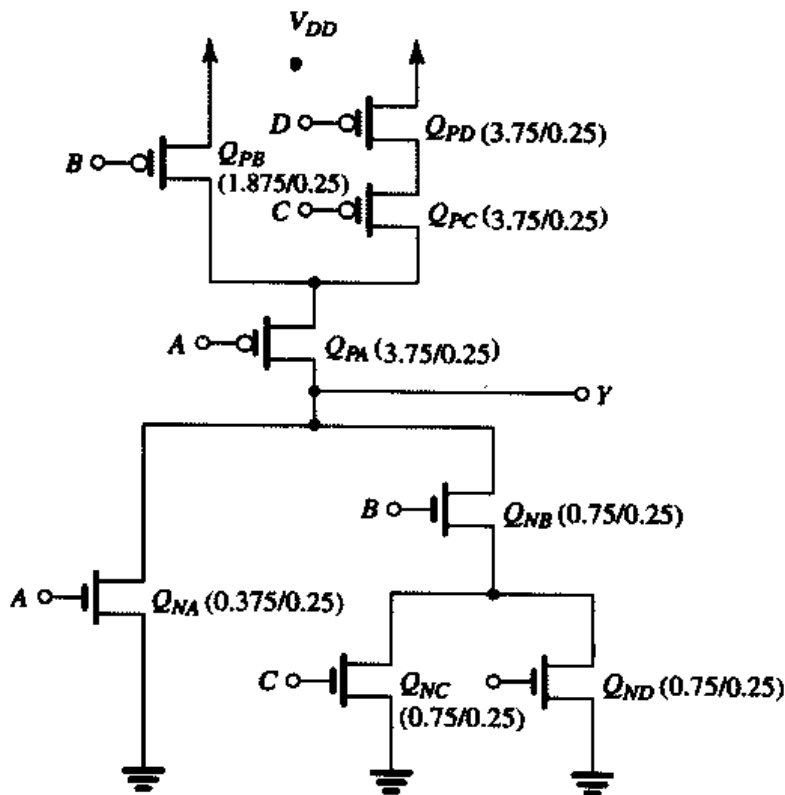 V_DD
D
Q_PD (3.75/0.25)
B
Q_PB
(1.875/0.25)
C
Q_PC (3.75/0.25)
A
Q_PA (3.75/0.25)
Y
B
Q_NB (0.75/0.25)
A
Q_NA (0.375/0.25)
C
Q_NC
(0.75/0.25)
Q_ND (0.75/0.25)